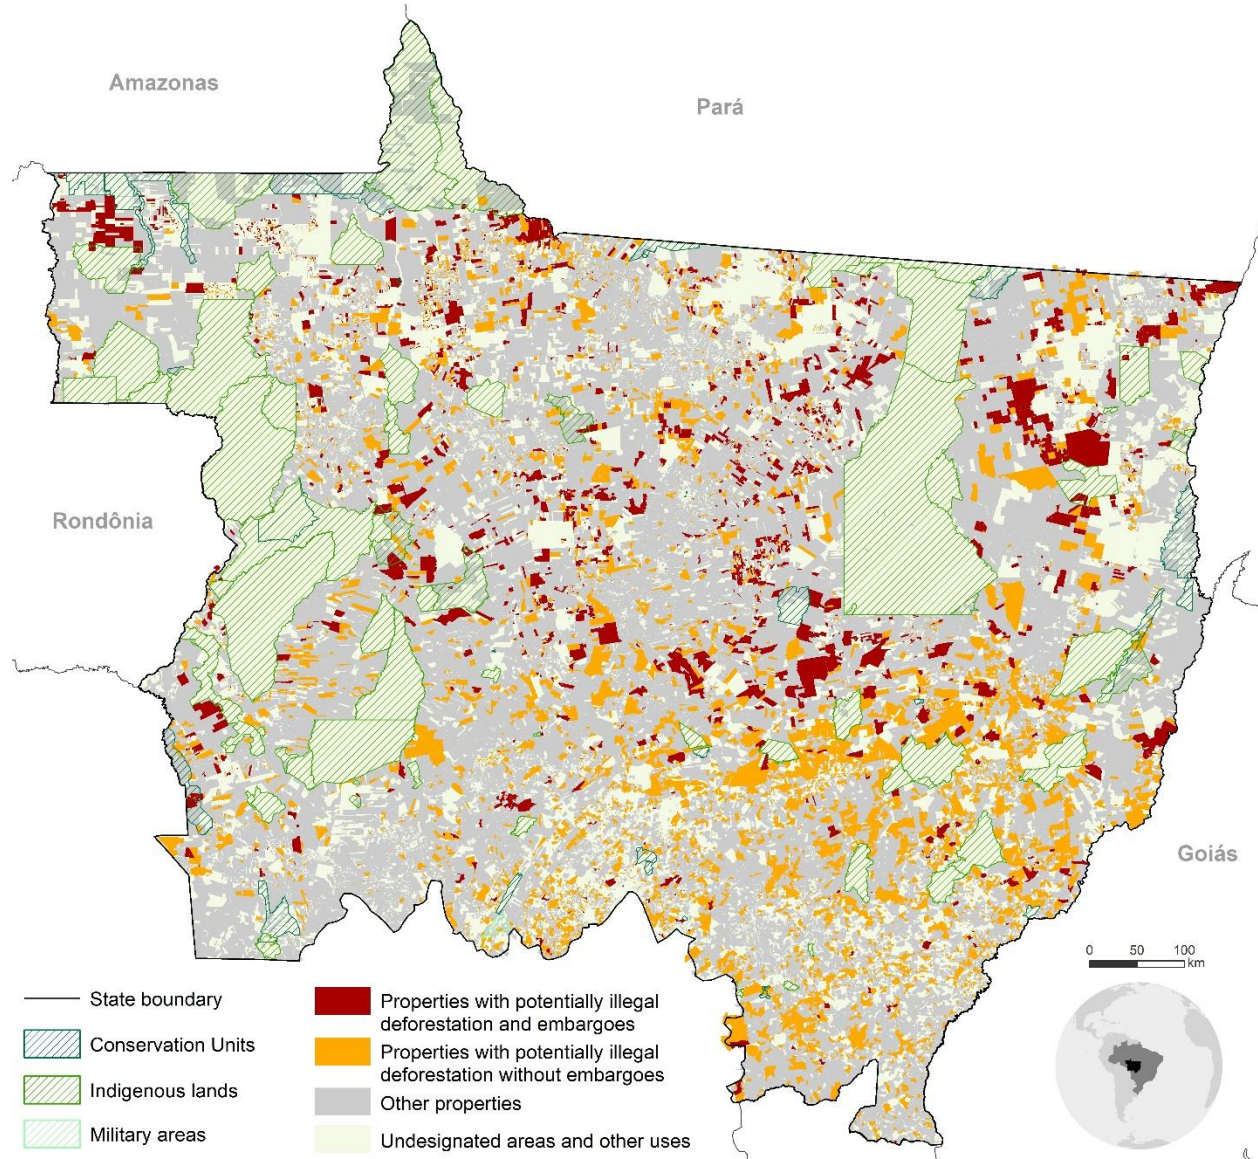 Amazonas
Pará
Rondônia
Goiás
0 50 100
km
State boundary
Conservation Units
Indigenous lands
Military areas
Properties with potentially illegal
deforestation and embargoes
Properties with potentially illegal
deforestation without embargoes
Other properties
Undesignated areas and other uses